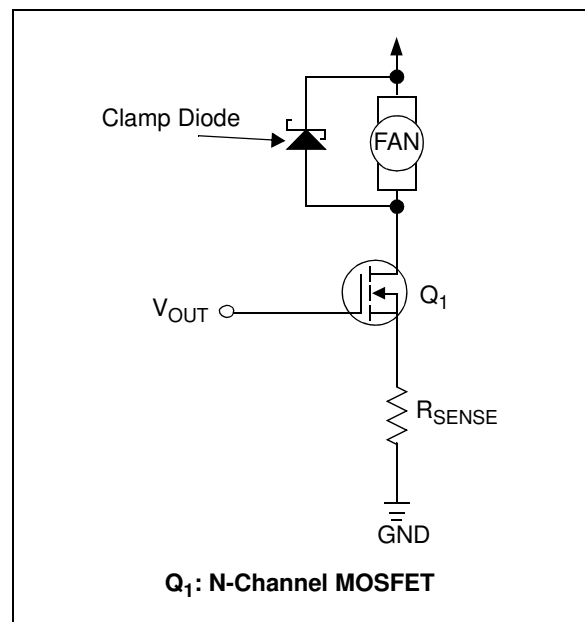 Clamp Diode
FAN
Q1
VOUT
RSENSE
GND
Q1: N-Channel MOSFET